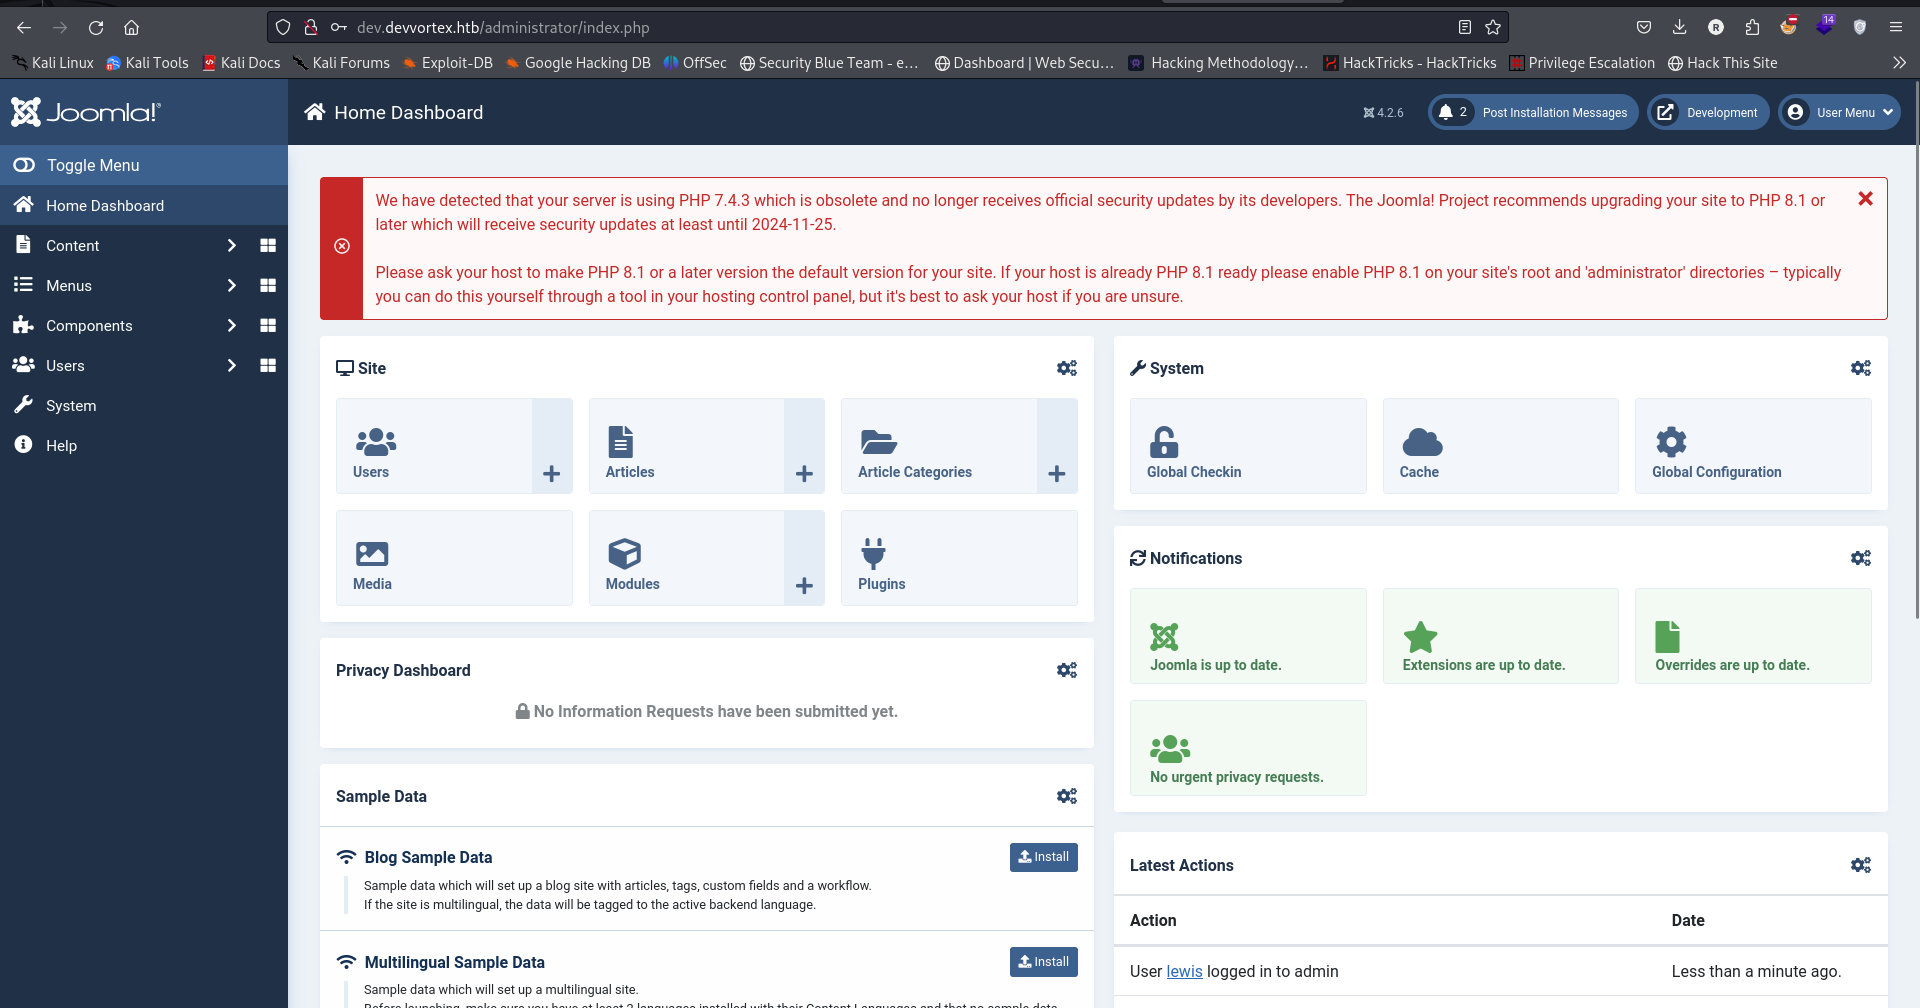 dev.devvortex.htb/administrator/index.php
14
Kali Linux Kali Tools Kali Docs Kali Forums Exploit-DB Google Hacking DB OffSec Security Blue Team - e... Dashboard | Web Secu... Hacking Methodology... HackTricks - HackTricks Privilege Escalation Hack This Site
Joomla!®
Home Dashboard
4.2.6
2 Post Installation Messages
Development
User Menu
Toggle Menu
Home Dashboard
Content
Menus
Components
Users
System
Help
We have detected that your server is using PHP 7.4.3 which is obsolete and no longer receives official security updates by its developers. The Joomla! Project recommends upgrading your site to PHP 8.1 or
later which will receive security updates at least until 2024-11-25.
Please ask your host to make PHP 8.1 or a later version the default version for your site. If your host is already PHP 8.1 ready please enable PHP 8.1 on your site's root and 'administrator' directories – typically
you can do this yourself through a tool in your hosting control panel, but it's best to ask your host if you are unsure.
Site
Users
Articles
Article Categories
Media
Modules
Plugins
Privacy Dashboard
No Information Requests have been submitted yet.
Sample Data
Blog Sample Data
Install
Sample data which will set up a blog site with articles, tags, custom fields and a workflow.
If the site is multilingual, the data will be tagged to the active backend language.
Multilingual Sample Data
Install
Sample data which will set up a multilingual site.
System
Global Checkin
Cache
Global Configuration
Notifications
Joomla is up to date.
Extensions are up to date.
Overrides are up to date.
No urgent privacy requests.
Latest Actions
Action Date
User lewis logged in to admin Less than a minute ago.